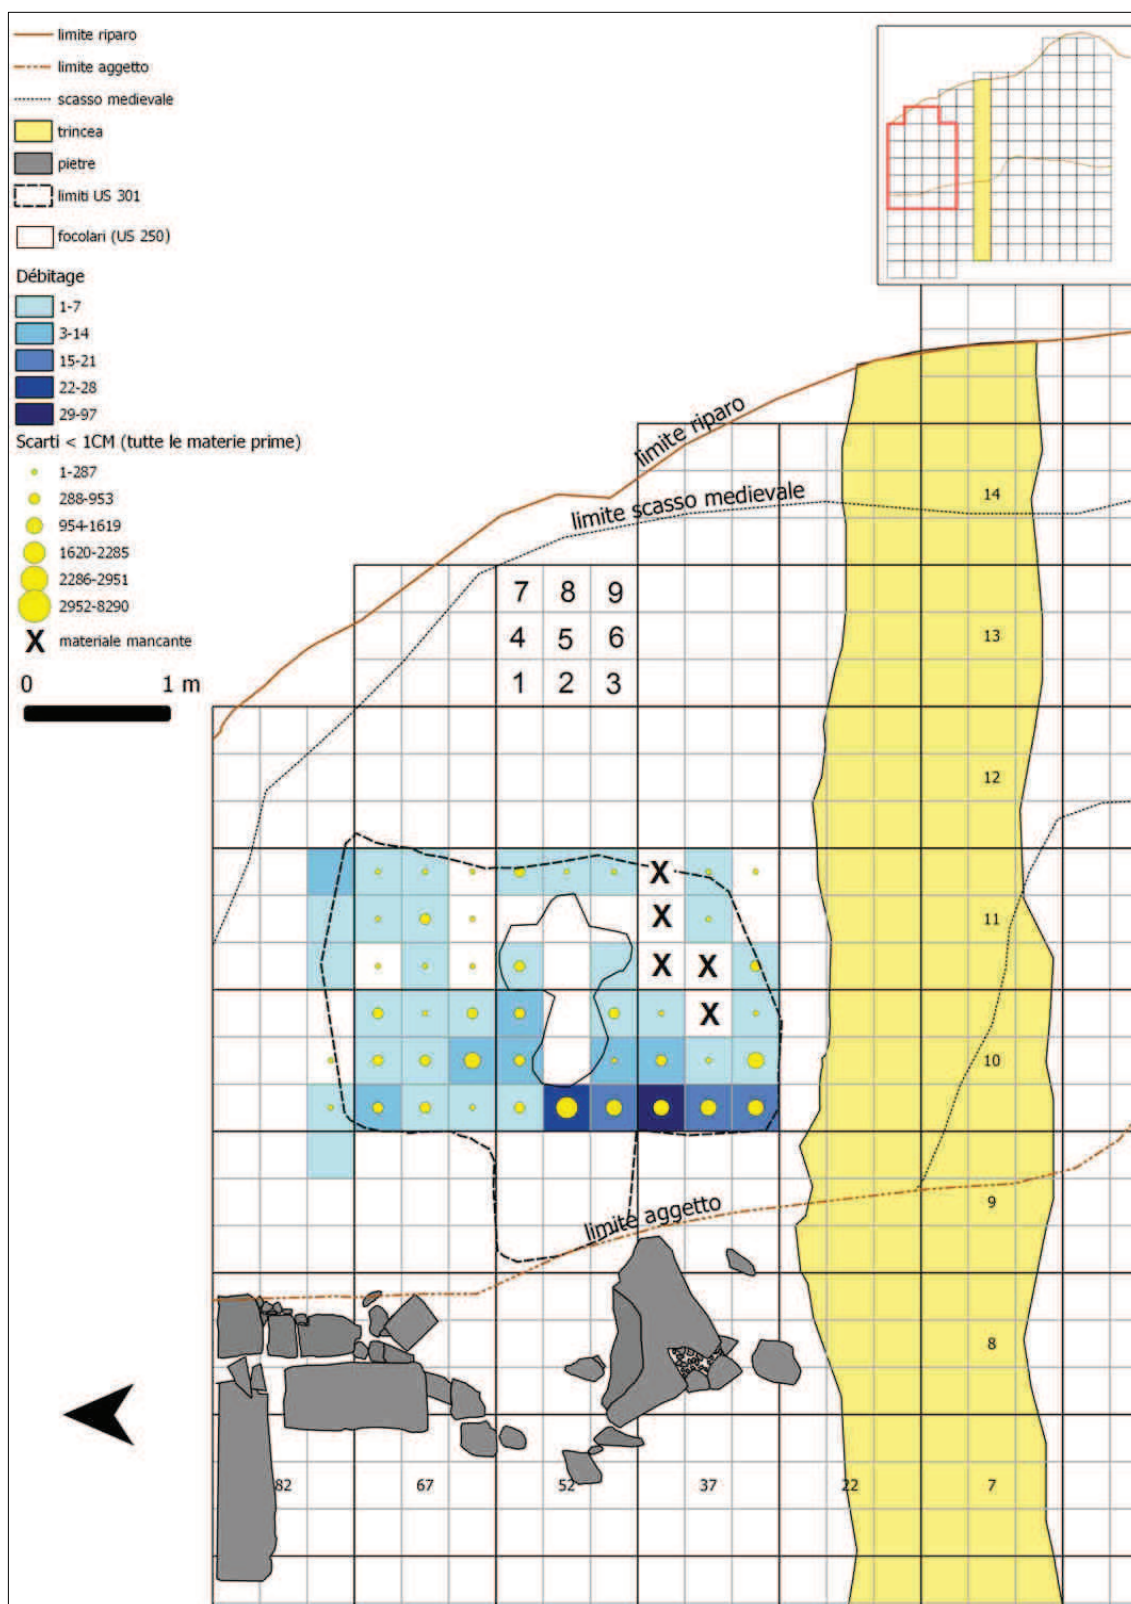 limite riparo
limite aggetto
scasso medievale
trincea
pietre
limiti US 301
focolari (US 250)
Débitage
1-7
3-14
15-21
22-28
29-97
Scarti < 1CM (tutte le materie prime)
1-287
288-953
954-1619
1620-2285
2286-2951
2952-8290
X materiale mancante
0 1 m
limite riparo
limite scasso medievale
14
7 8 9
4 5 6
13
1 2 3
12
X
X
11
X X
X
10
limite aggetto
9
8
82 67 52 37 22 7